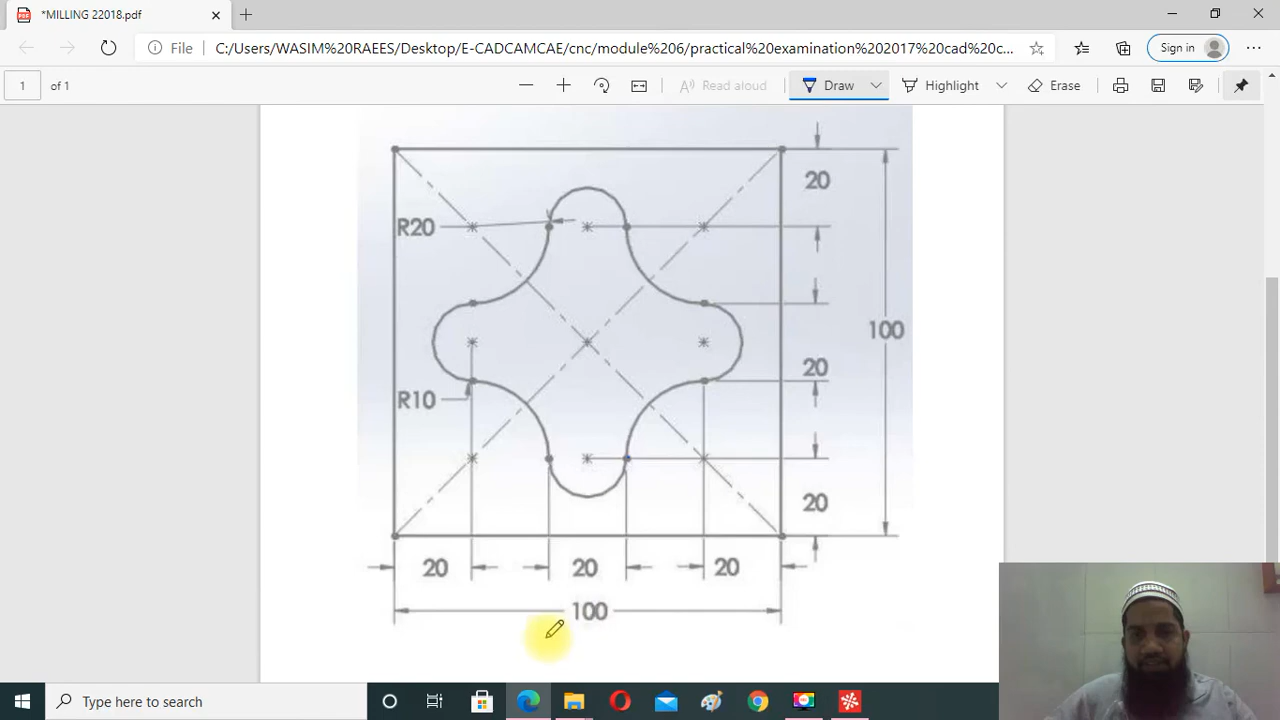 *MILLING 22018.pdf
File
C:/Users/WASIM%20RAEES/Desktop/E-CADCAMCAE/cnc/module%206/practical%20examination%202017%20cad%20c...
Sign in
1 of 1
Read aloud
Draw
Highlight
Erase
20
R20
100
20
R10
20
20 20 20
100
Type here to search